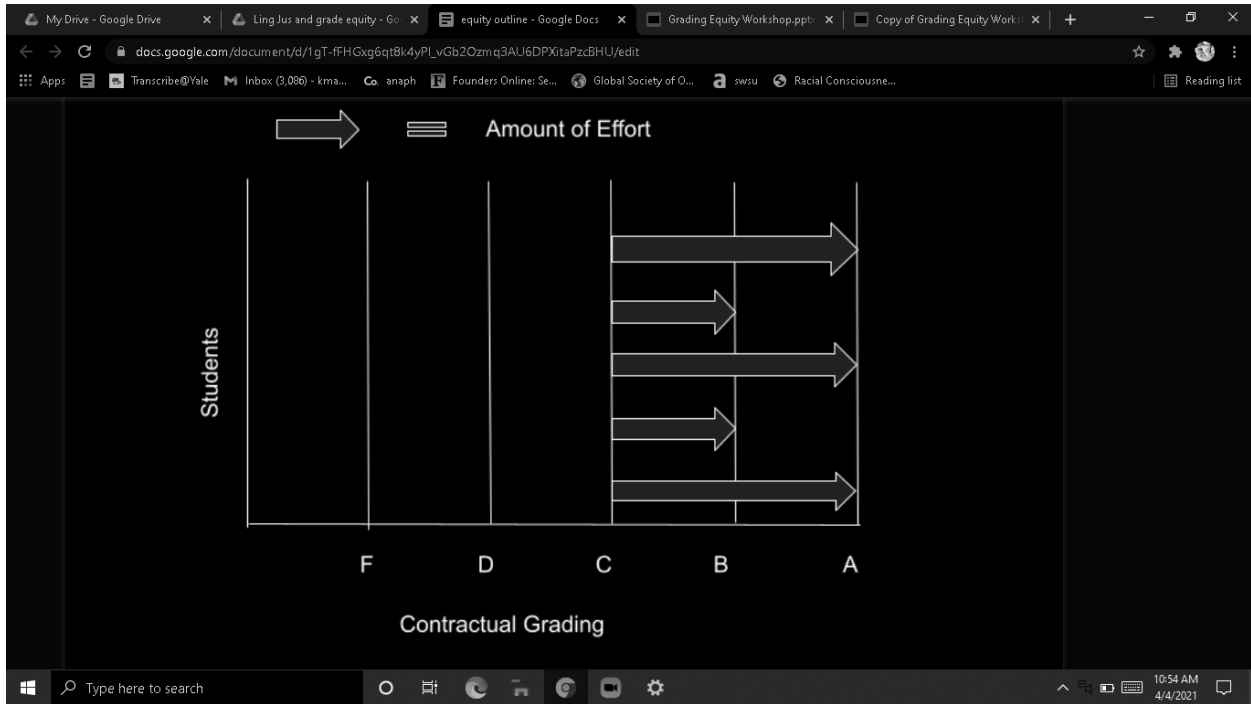 My Drive - Google Drive
Ling Jus and grade equity - Go
equity outline - Google Docs
Grading Equity Workshop.pptx
Copy of Grading Equity Works
docs.google.com/document/d/1gT-fFHGxg6qt8k4yPl_vGb2Ozmq3AU6DPXitaPzcBHU/edit
Apps
Transcribe@Yale
Inbox (3,086) - kma...
Co. anaph
Founders Online: Se...
Global Society of O...
a swsu
Racial Consciousne...
Reading list
Amount of Effort
Students
F D C B A
Contractual Grading
Type here to search
10:54 AM
4/4/2021